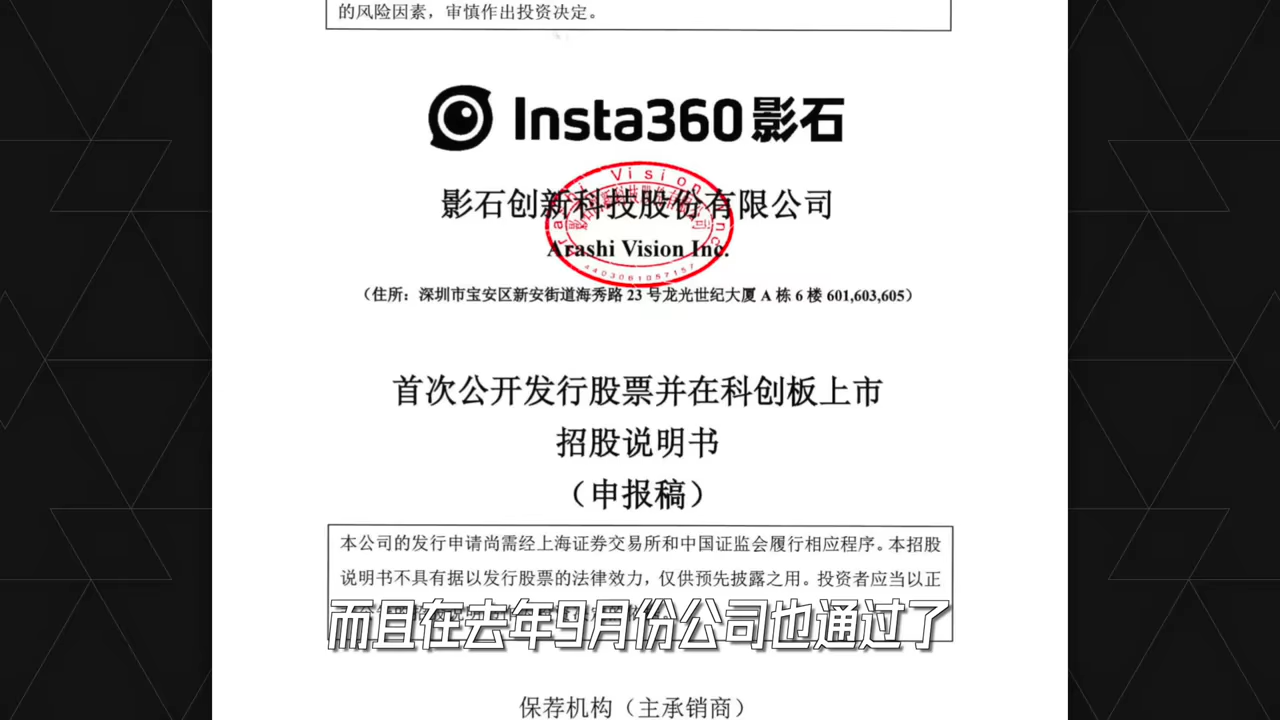 的风险因素，审慎作出投资决定。
Insta360影石
影石创新科技股份有限公司
Arashi Vision Inc.
Arashi Vision Inc.
4403061057157
（住所：深圳市宝安区新安街道海秀路 23 号龙光世纪大厦 A 栋 6 楼 601,603,605）
首次公开发行股票并在科创板上市
招股说明书
（申报稿）
本公司的发行申请尚需经上海证券交易所和中国证监会履行相应程序。本招股
说明书不具有据以发行股票的法律效力，仅供预先披露之用。投资者应当以正
而且在去年9月份公司也通过了
保荐机构（主承销商）